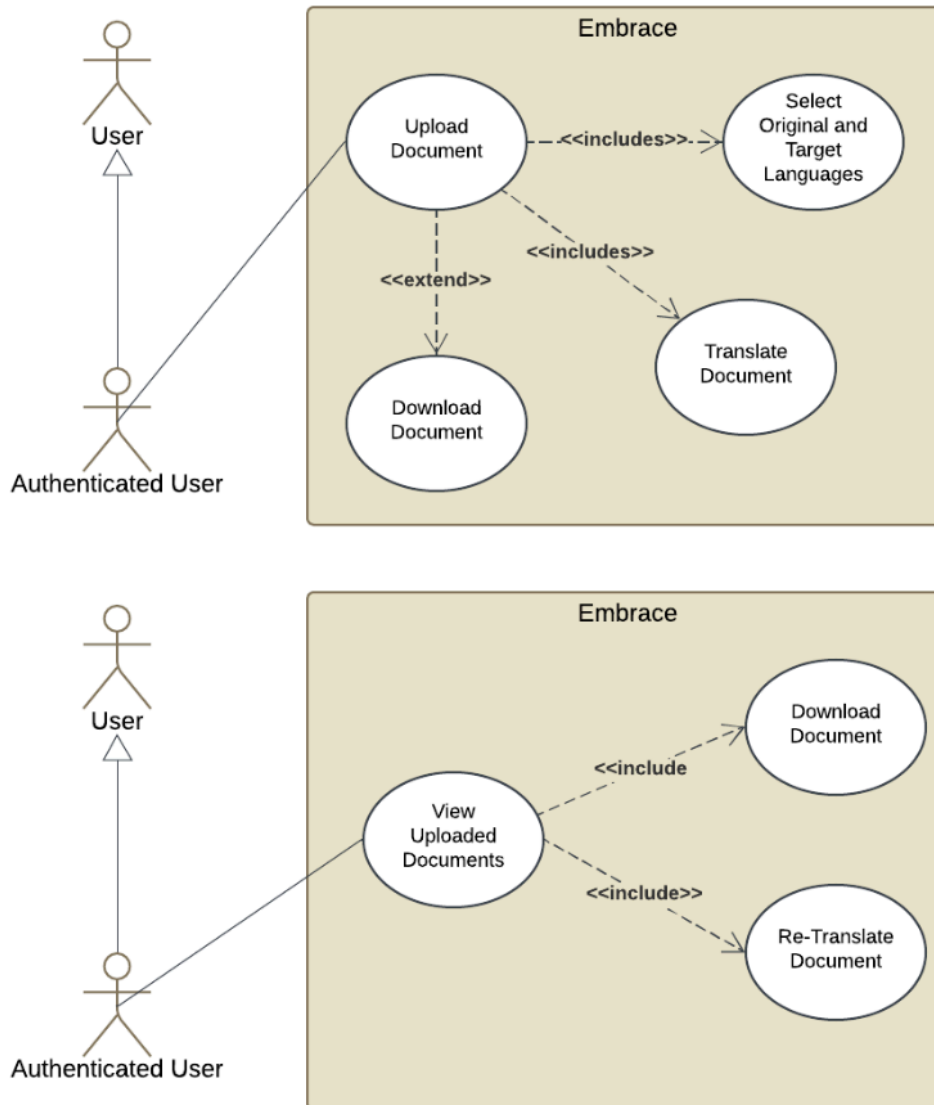 Embrace
User
Upload
Document
<<includes>>
Select
Original and
Target
Languages
<<includes>>
<<extend>>
Translate
Document
Download
Document
Authenticated User
Embrace
User
Download
Document
<<include
View
Uploaded
Documents
<<include>>
Re-Translate
Document
Authenticated User